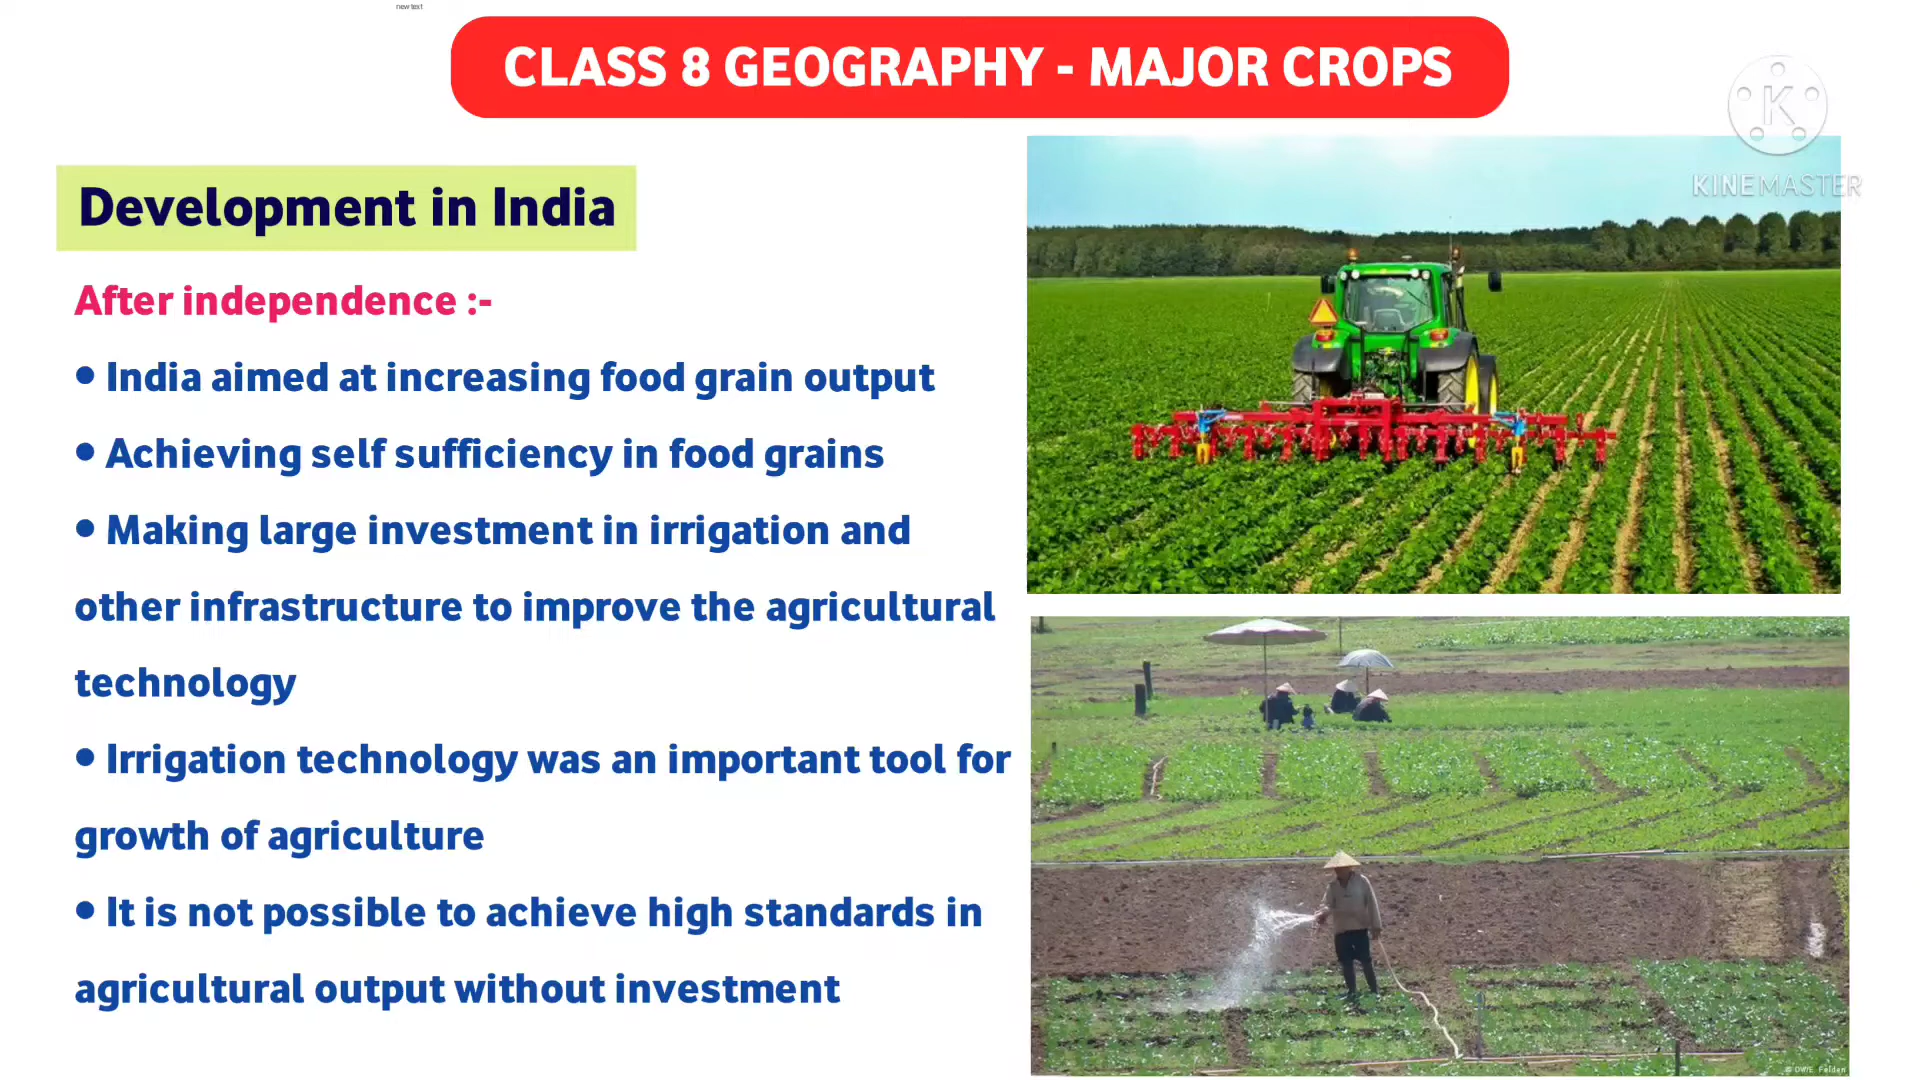 new text
CLASS 8 GEOGRAPHY - MAJOR CROPS
K
KINEMASTER
Development in India
After independence :-
• India aimed at increasing food grain output
• Achieving self sufficiency in food grains
• Making large investment in irrigation and
other infrastructure to improve the agricultural
technology
• Irrigation technology was an important tool for
growth of agriculture
• It is not possible to achieve high standards in
agricultural output without investment